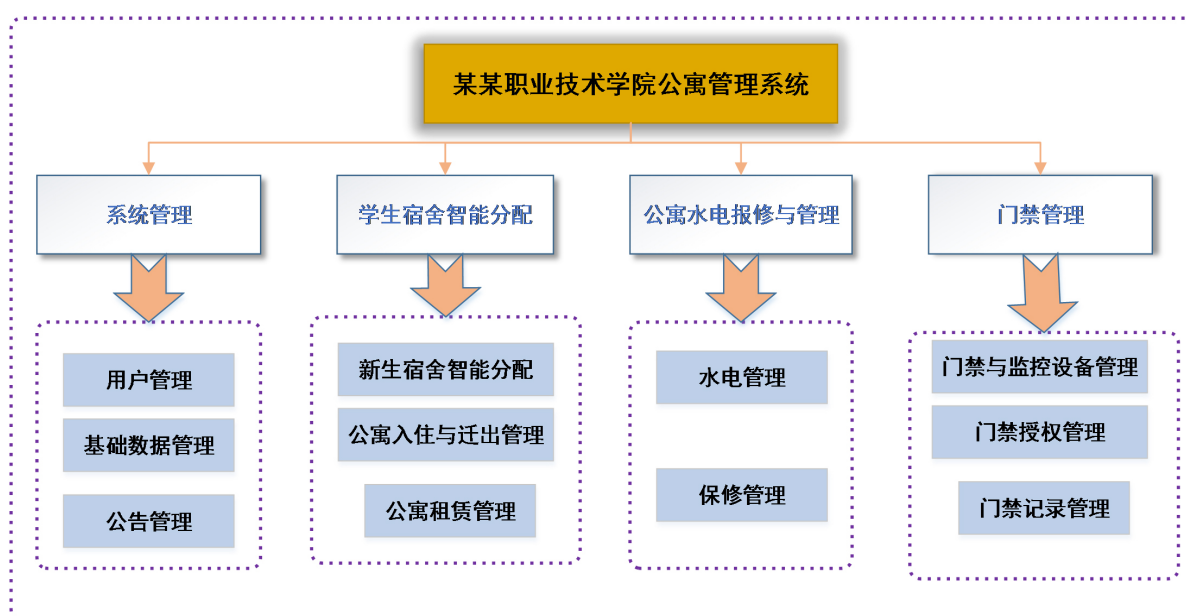 某某职业技术学院公寓管理系统
系统管理
学生宿舍智能分配
公寓水电报修与管理
门禁管理
用户管理
基础数据管理
公告管理
新生宿舍智能分配
公寓入住与迁出管理
公寓租赁管理
水电管理
保修管理
门禁与监控设备管理
门禁授权管理
门禁记录管理